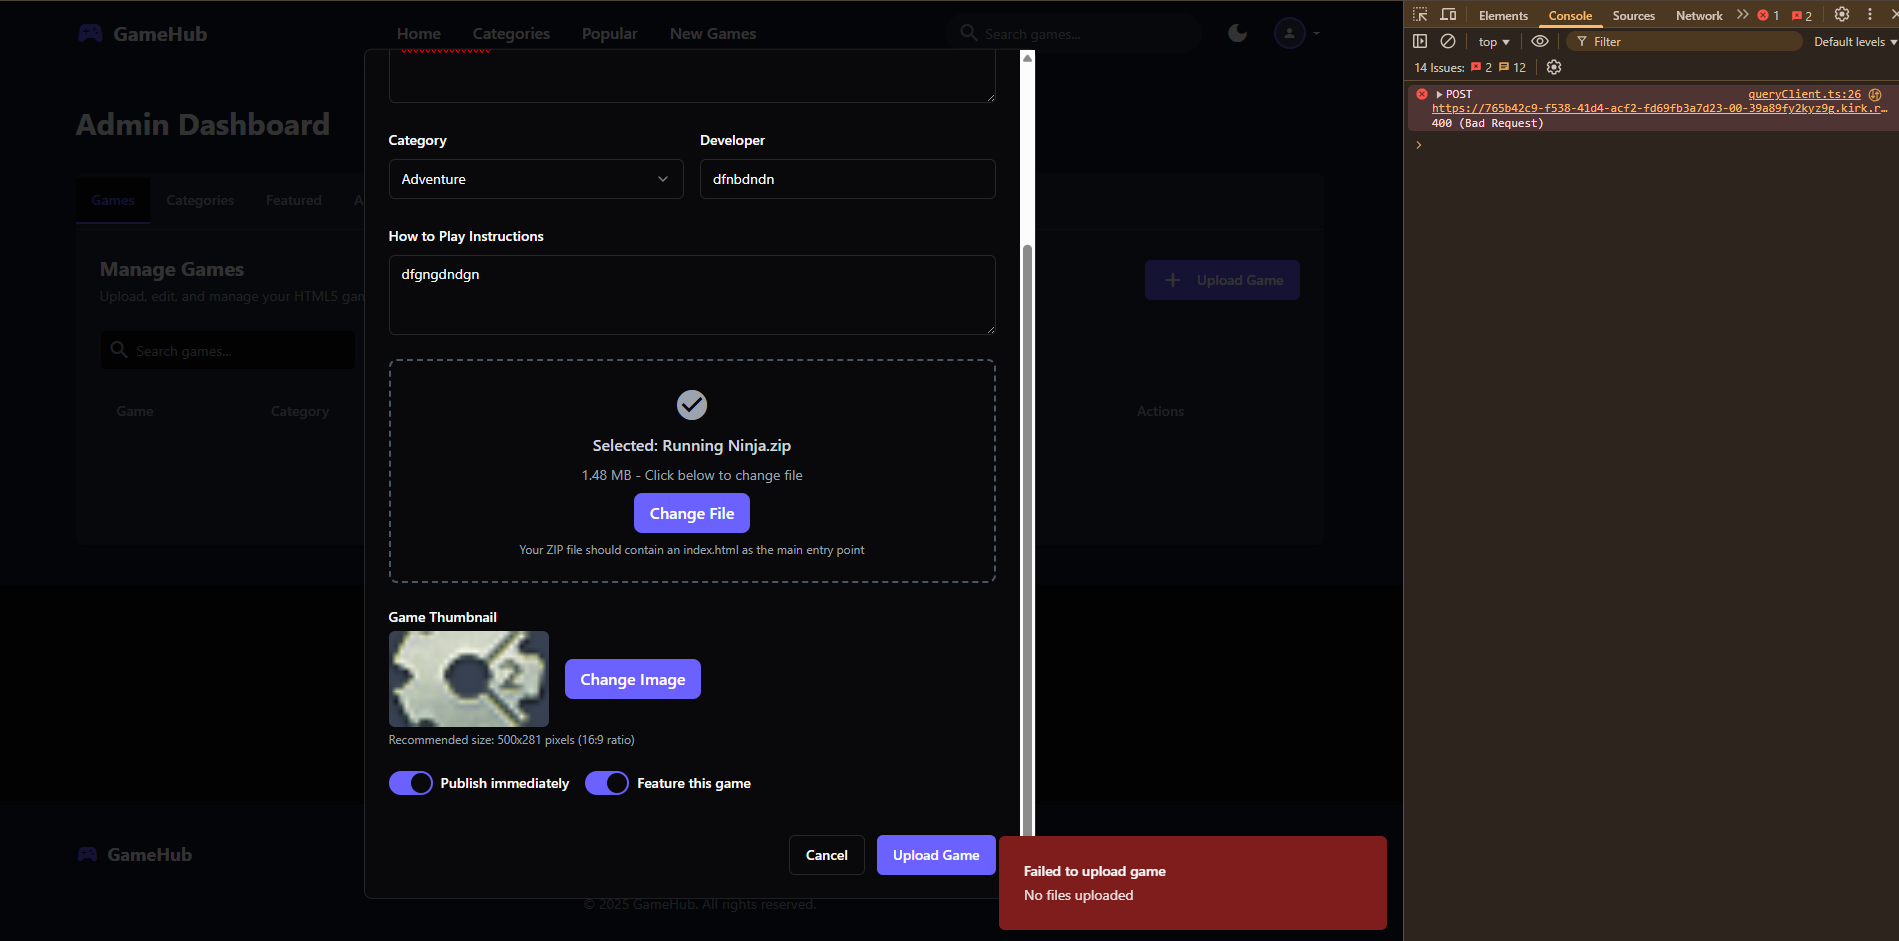 GameHub
Home Categories Popular New Games
Search games...
Admin Dashboard
Games Categories Featured A
Manage Games
Upload, edit, and manage your HTML5 gam
Upload Game
Search games...
Game Category Actions
Category Developer
Adventure dfnbdndn
How to Play Instructions
dfgngdndgn
Selected: Running Ninja.zip
1.48 MB - Click below to change file
Change File
Your ZIP file should contain an index.html as the main entry point
Game Thumbnail
2
Change Image
Recommended size: 500x281 pixels (16:9 ratio)
Publish immediately Feature this game
Cancel Upload Game
GameHub
© 2025 GameHub. All rights reserved.
Failed to upload game
No files uploaded
Elements Console Sources Network 1 2
top Filter Default levels
14 Issues: 2 12
POST queryClient.ts:26
https://765b42c9-f538-41d4-acf2-fd69fb3a7d23-00-39a89fy2kyz9g.kirk.r…
400 (Bad Request)